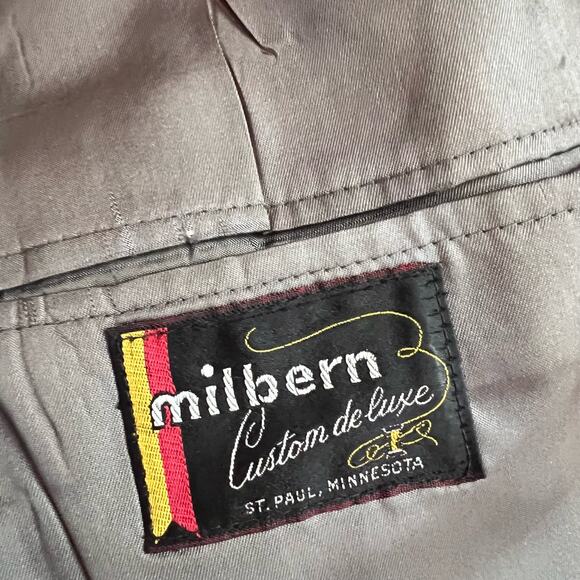 milbern
Custom de luxe
ST. PAUL, MINNESOTA